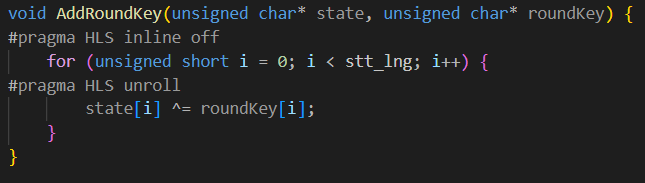 void AddRoundKey(unsigned char* state, unsigned char* roundKey) {
#pragma HLS inline off
    for (unsigned short i = 0; i < stt_lng; i++) {
#pragma HLS unroll
        state[i] ^= roundKey[i];
    }
}